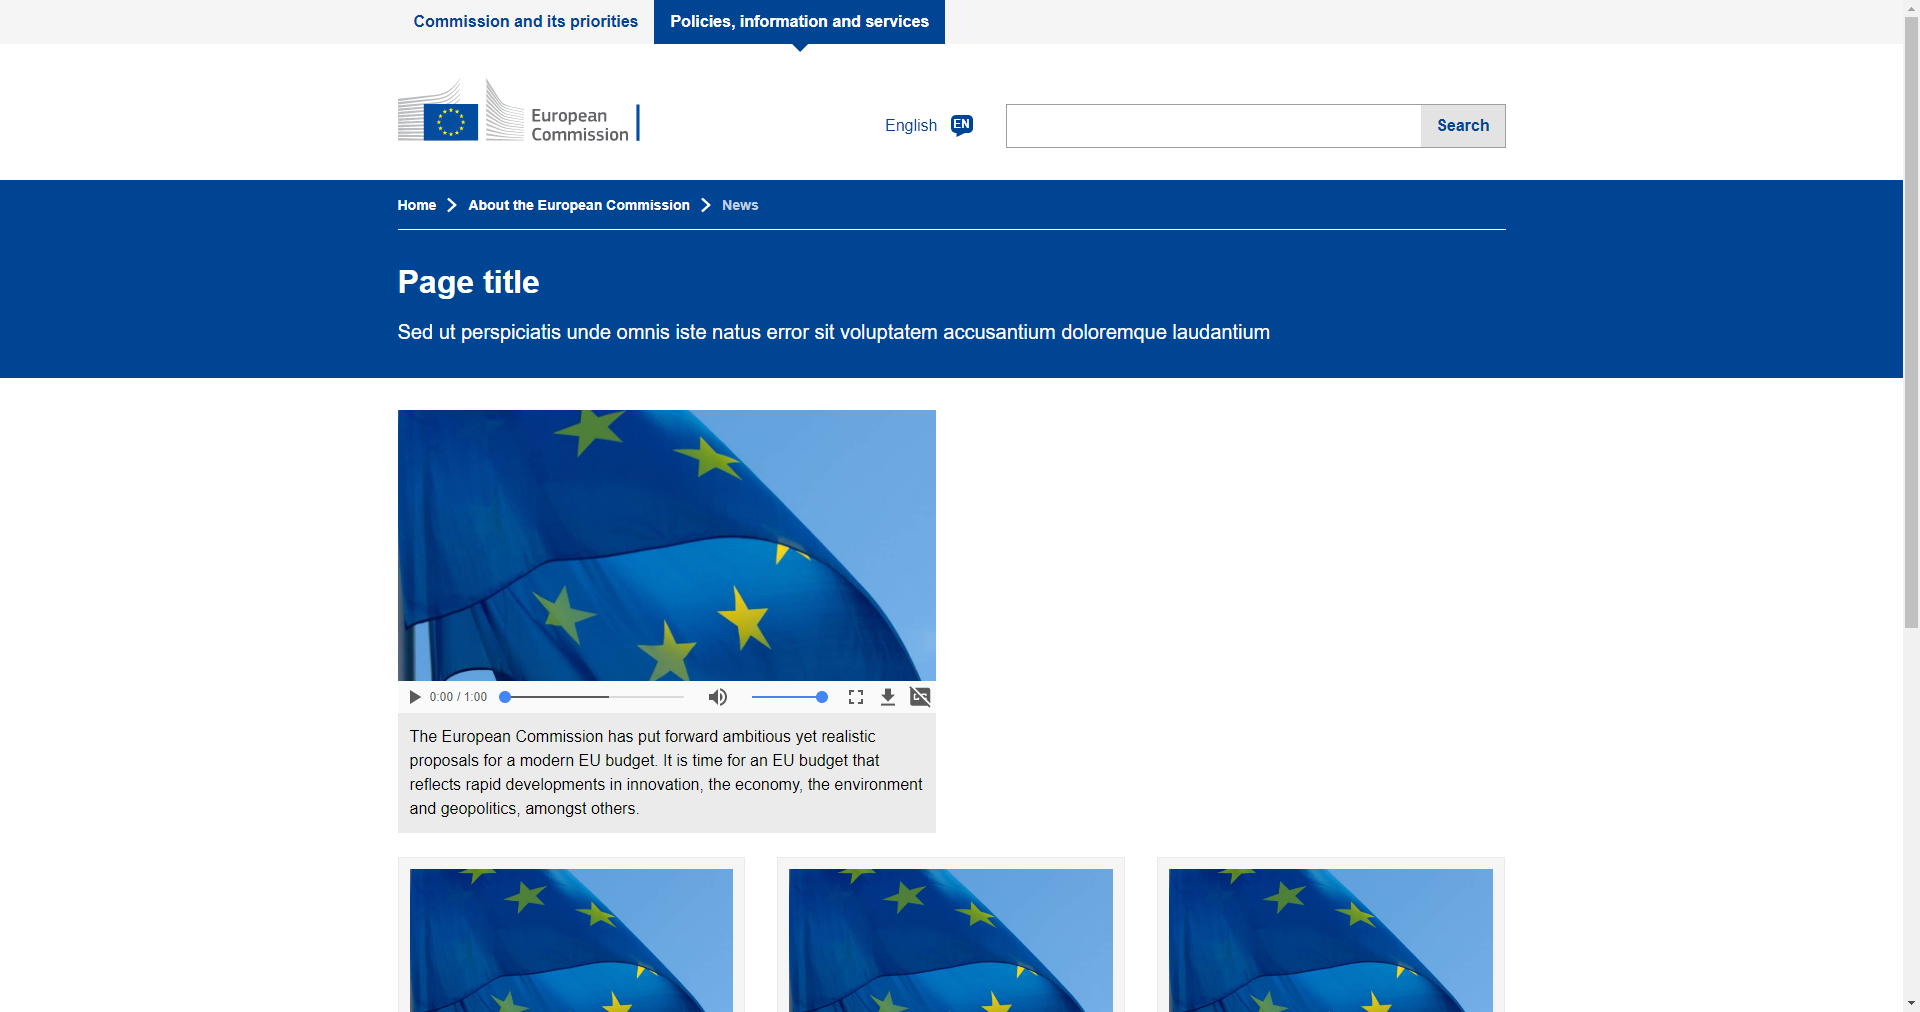 Commission and its priorities
Policies, information and services
European
Commission
English EN
Search
Home > About the European Commission > News
Page title
Sed ut perspiciatis unde omnis iste natus error sit voluptatem accusantium doloremque laudantium
0:00 / 1:00
The European Commission has put forward ambitious yet realistic
proposals for a modern EU budget. It is time for an EU budget that
reflects rapid developments in innovation, the economy, the environment
and geopolitics, amongst others.